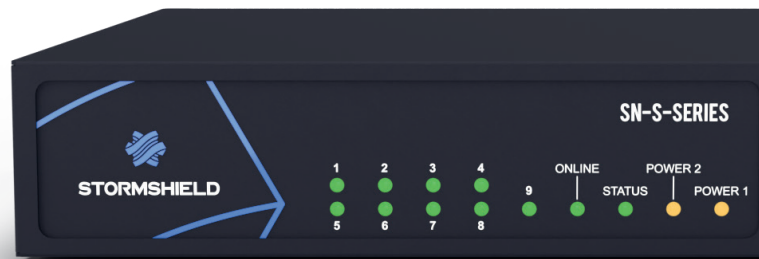 SN-S-SERIES
STORMSHIELD
1 2 3 4
9 ONLINE STATUS POWER 2 POWER 1
5 6 7 8